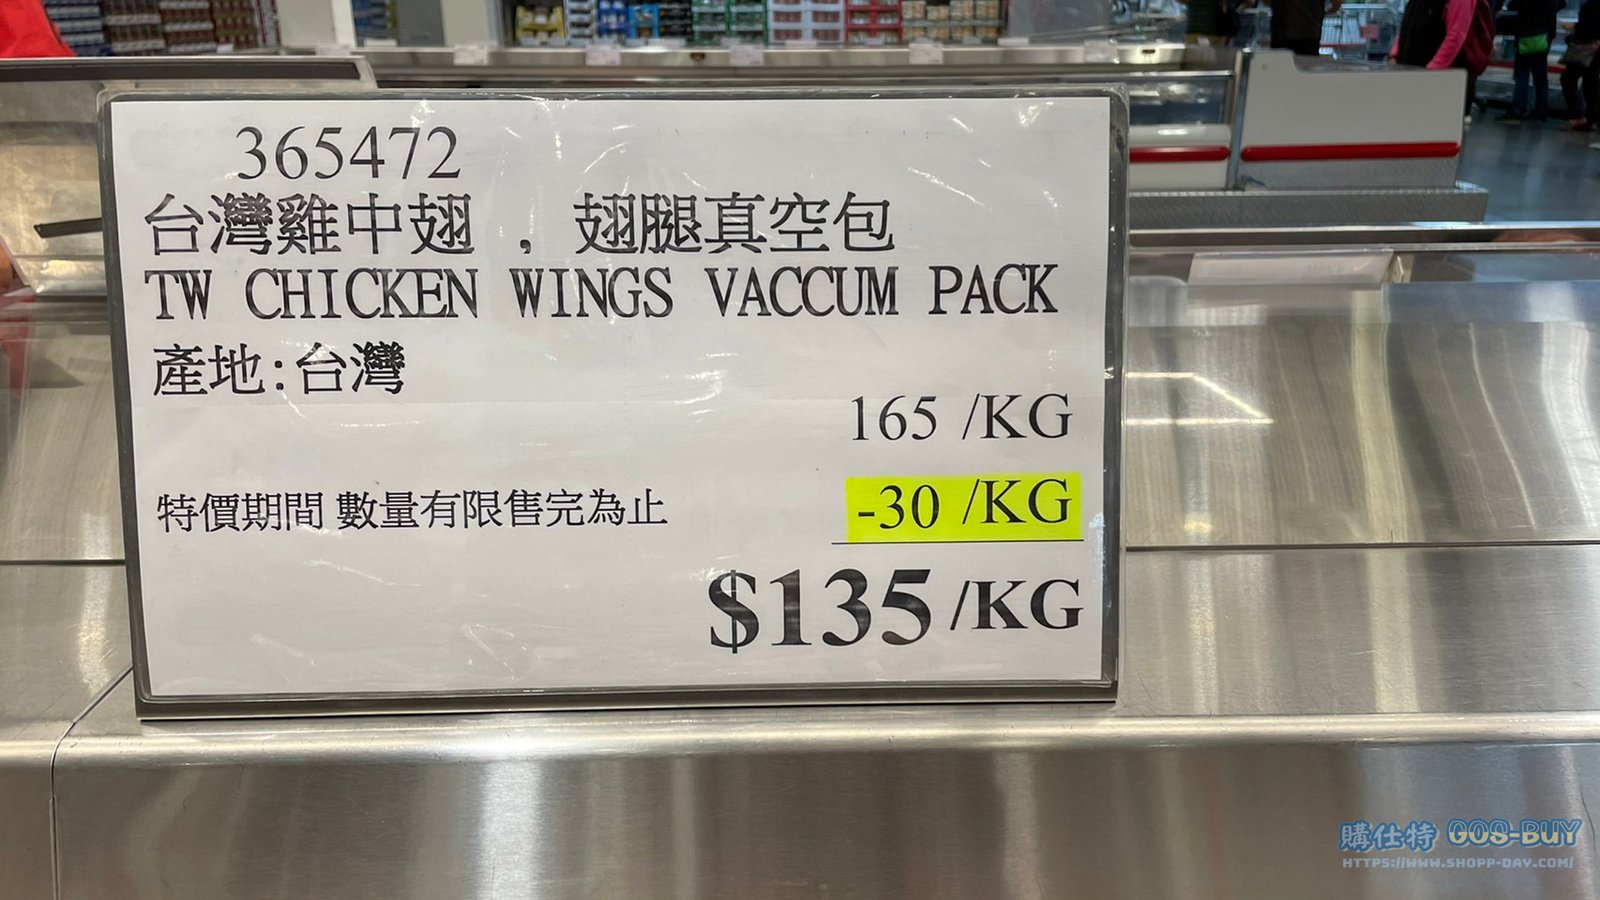 365472
台灣雞中翅 , 翅腿真空包
TW CHICKEN WINGS VACCUM PACK
產地:台灣
165 /KG
特價期間 數量有限售完為止
-30 /KG
$135/KG
購仕特 GOS-BUY
HTTPS://WWW.SHOPP-DAY.COM/